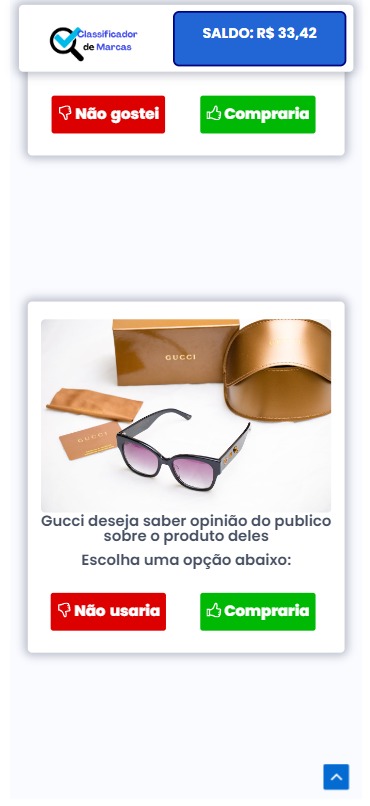 Classificador
de Marcas
SALDO: R$ 33,42
Não gostei
Compraria
GUCCI
GUCCI
Gucci deseja saber opinião do publico
sobre o produto deles
Escolha uma opção abaixo:
Não usaria
Compraria